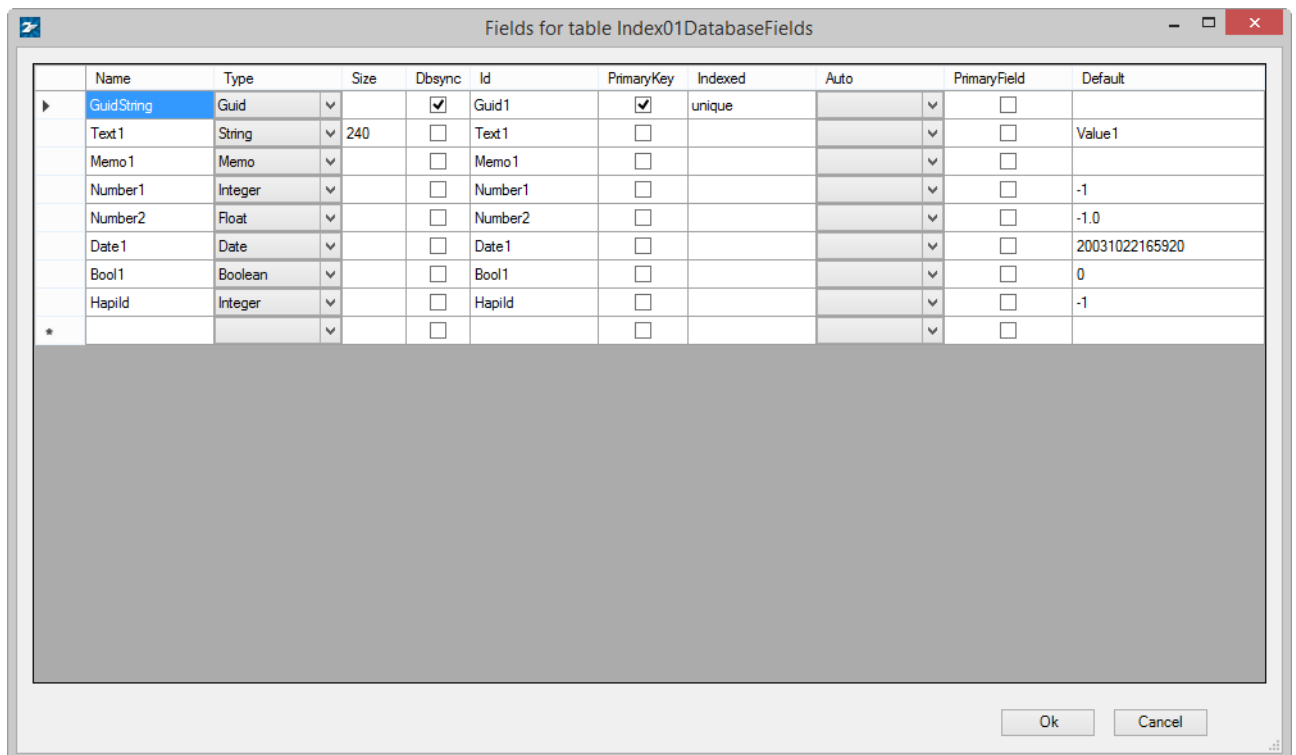 Fields for table Index01DatabaseFields
Name Type Size Dbsync Id PrimaryKey Indexed Auto PrimaryField Default
GuidString Guid Guid1 unique
Text1 String 240 Text1 Value1
Memo1 Memo Memo1
Number1 Integer Number1 -1
Number2 Float Number2 -1.0
Date1 Date Date1 20031022165920
Bool1 Boolean Bool1 0
HapiId Integer HapiId -1
Ok Cancel